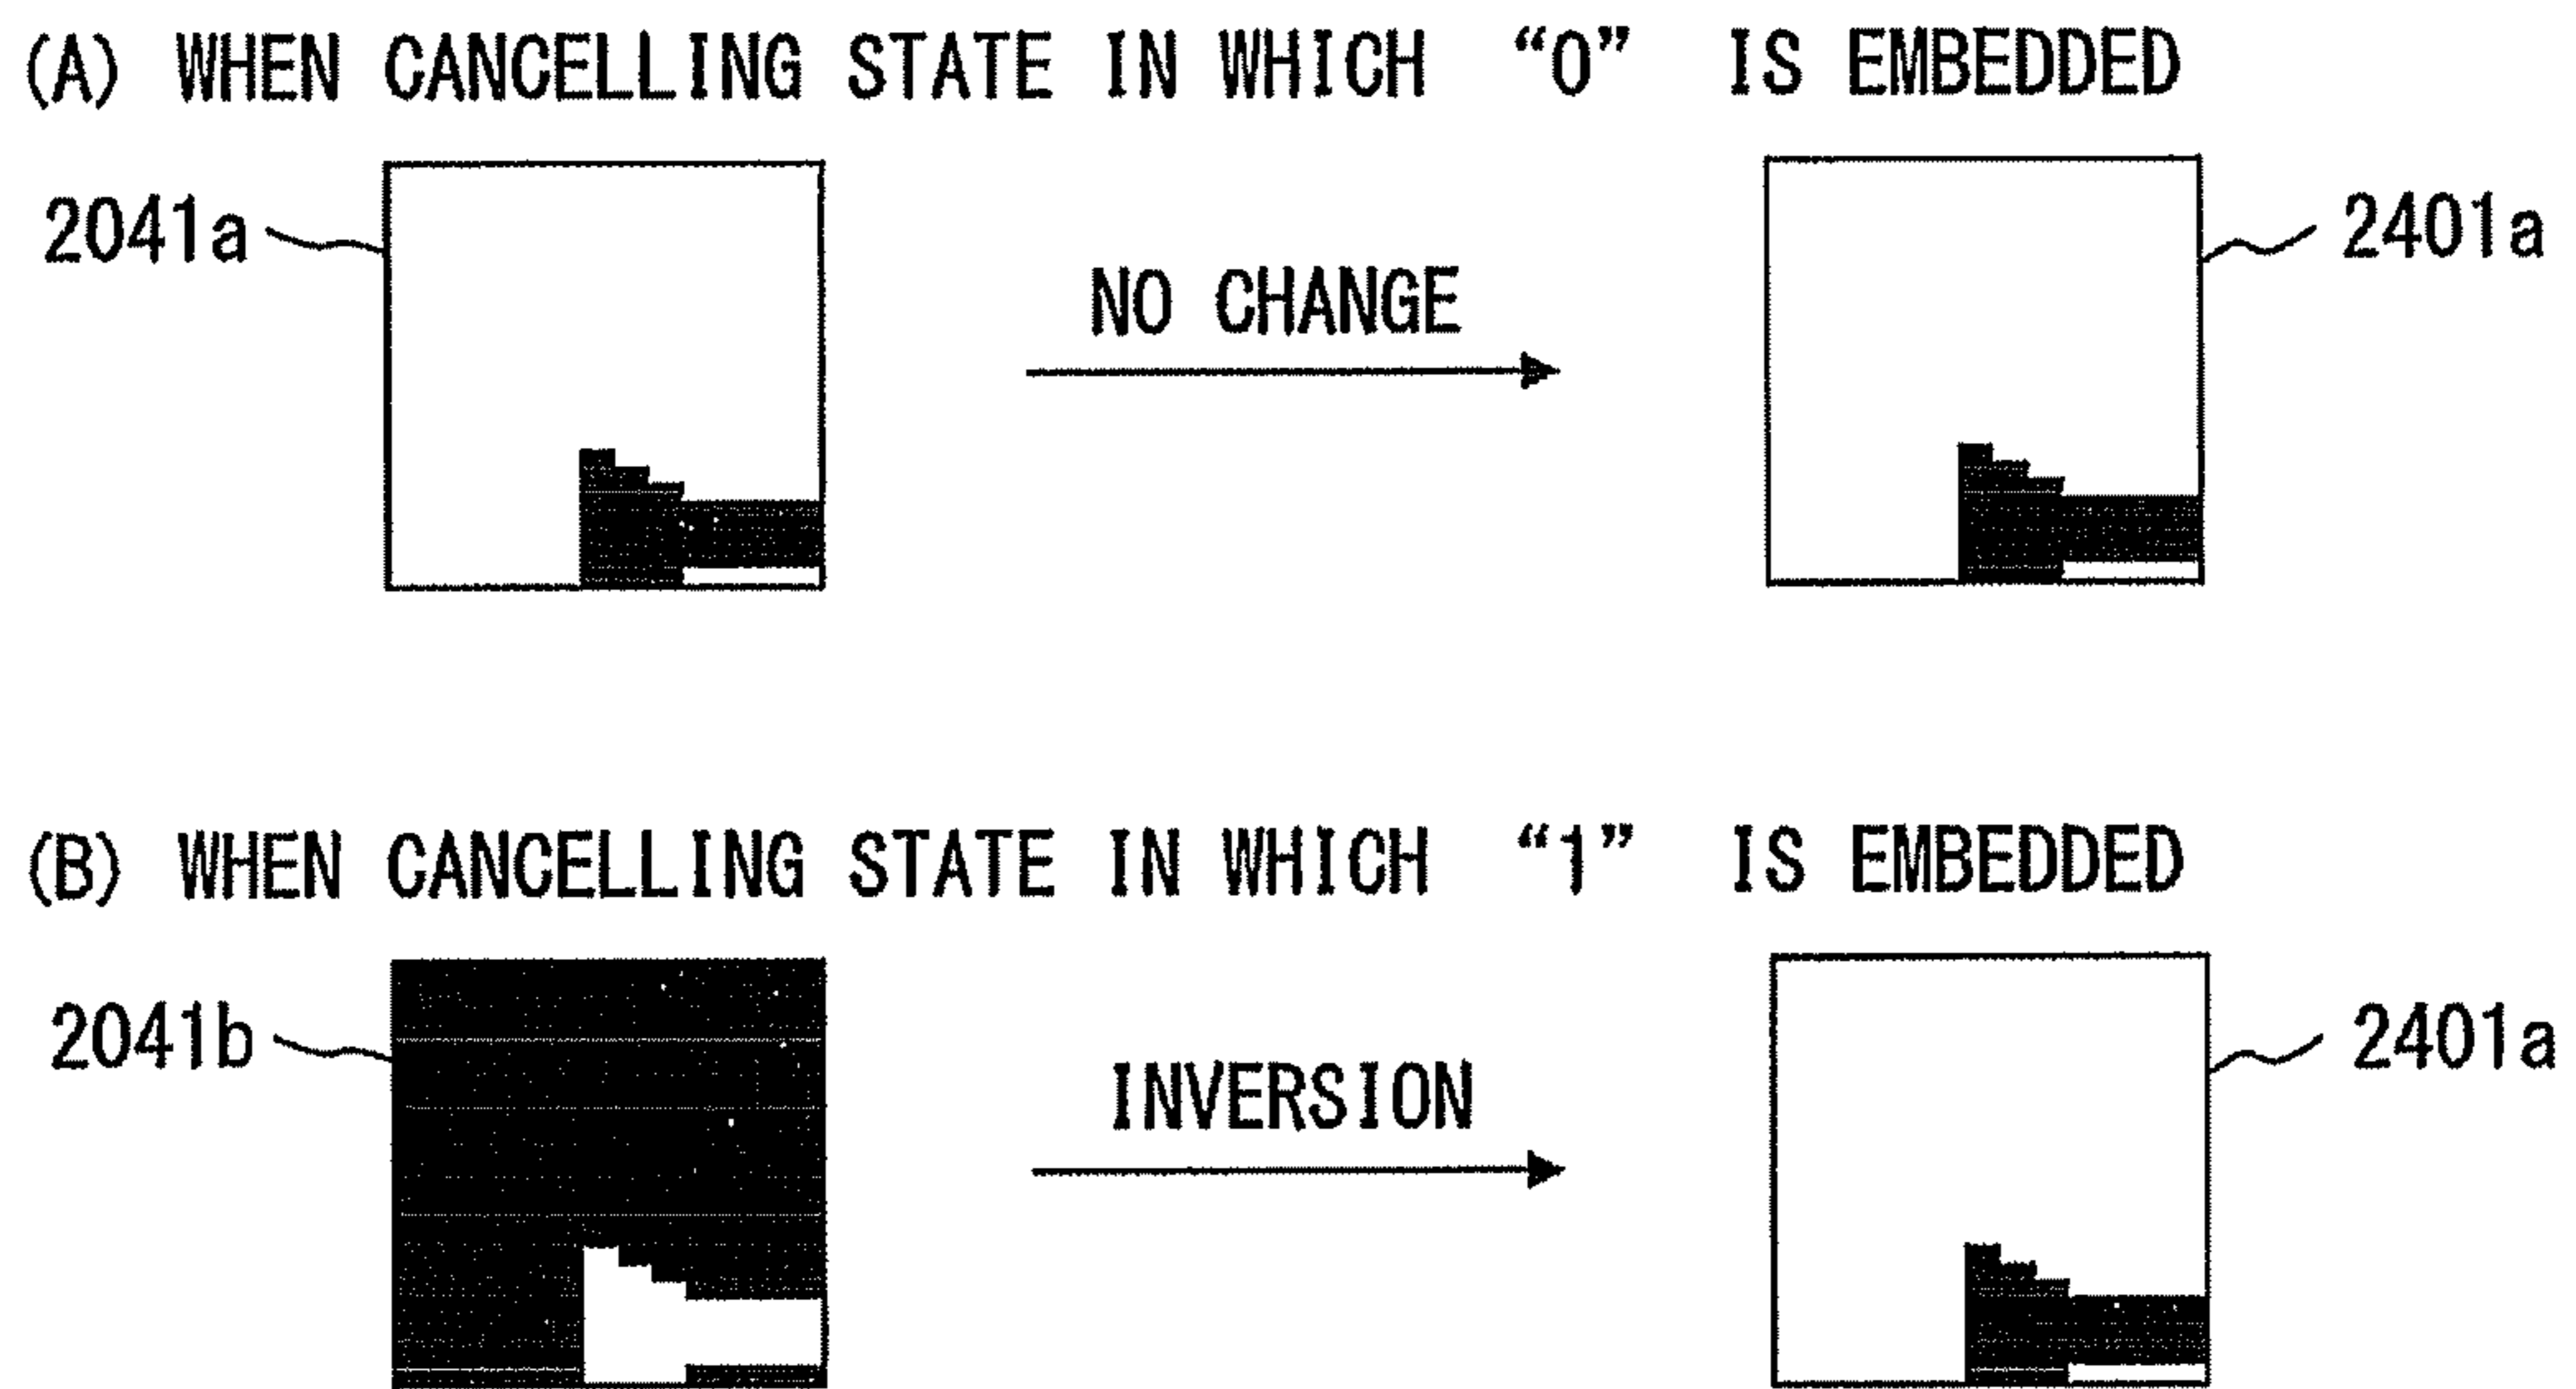 (A) WHEN CANCELLING STATE IN WHICH “0” IS EMBEDDED
2041a
NO CHANGE
2401a
(B) WHEN CANCELLING STATE IN WHICH “1” IS EMBEDDED
2041b
INVERSION
2401a